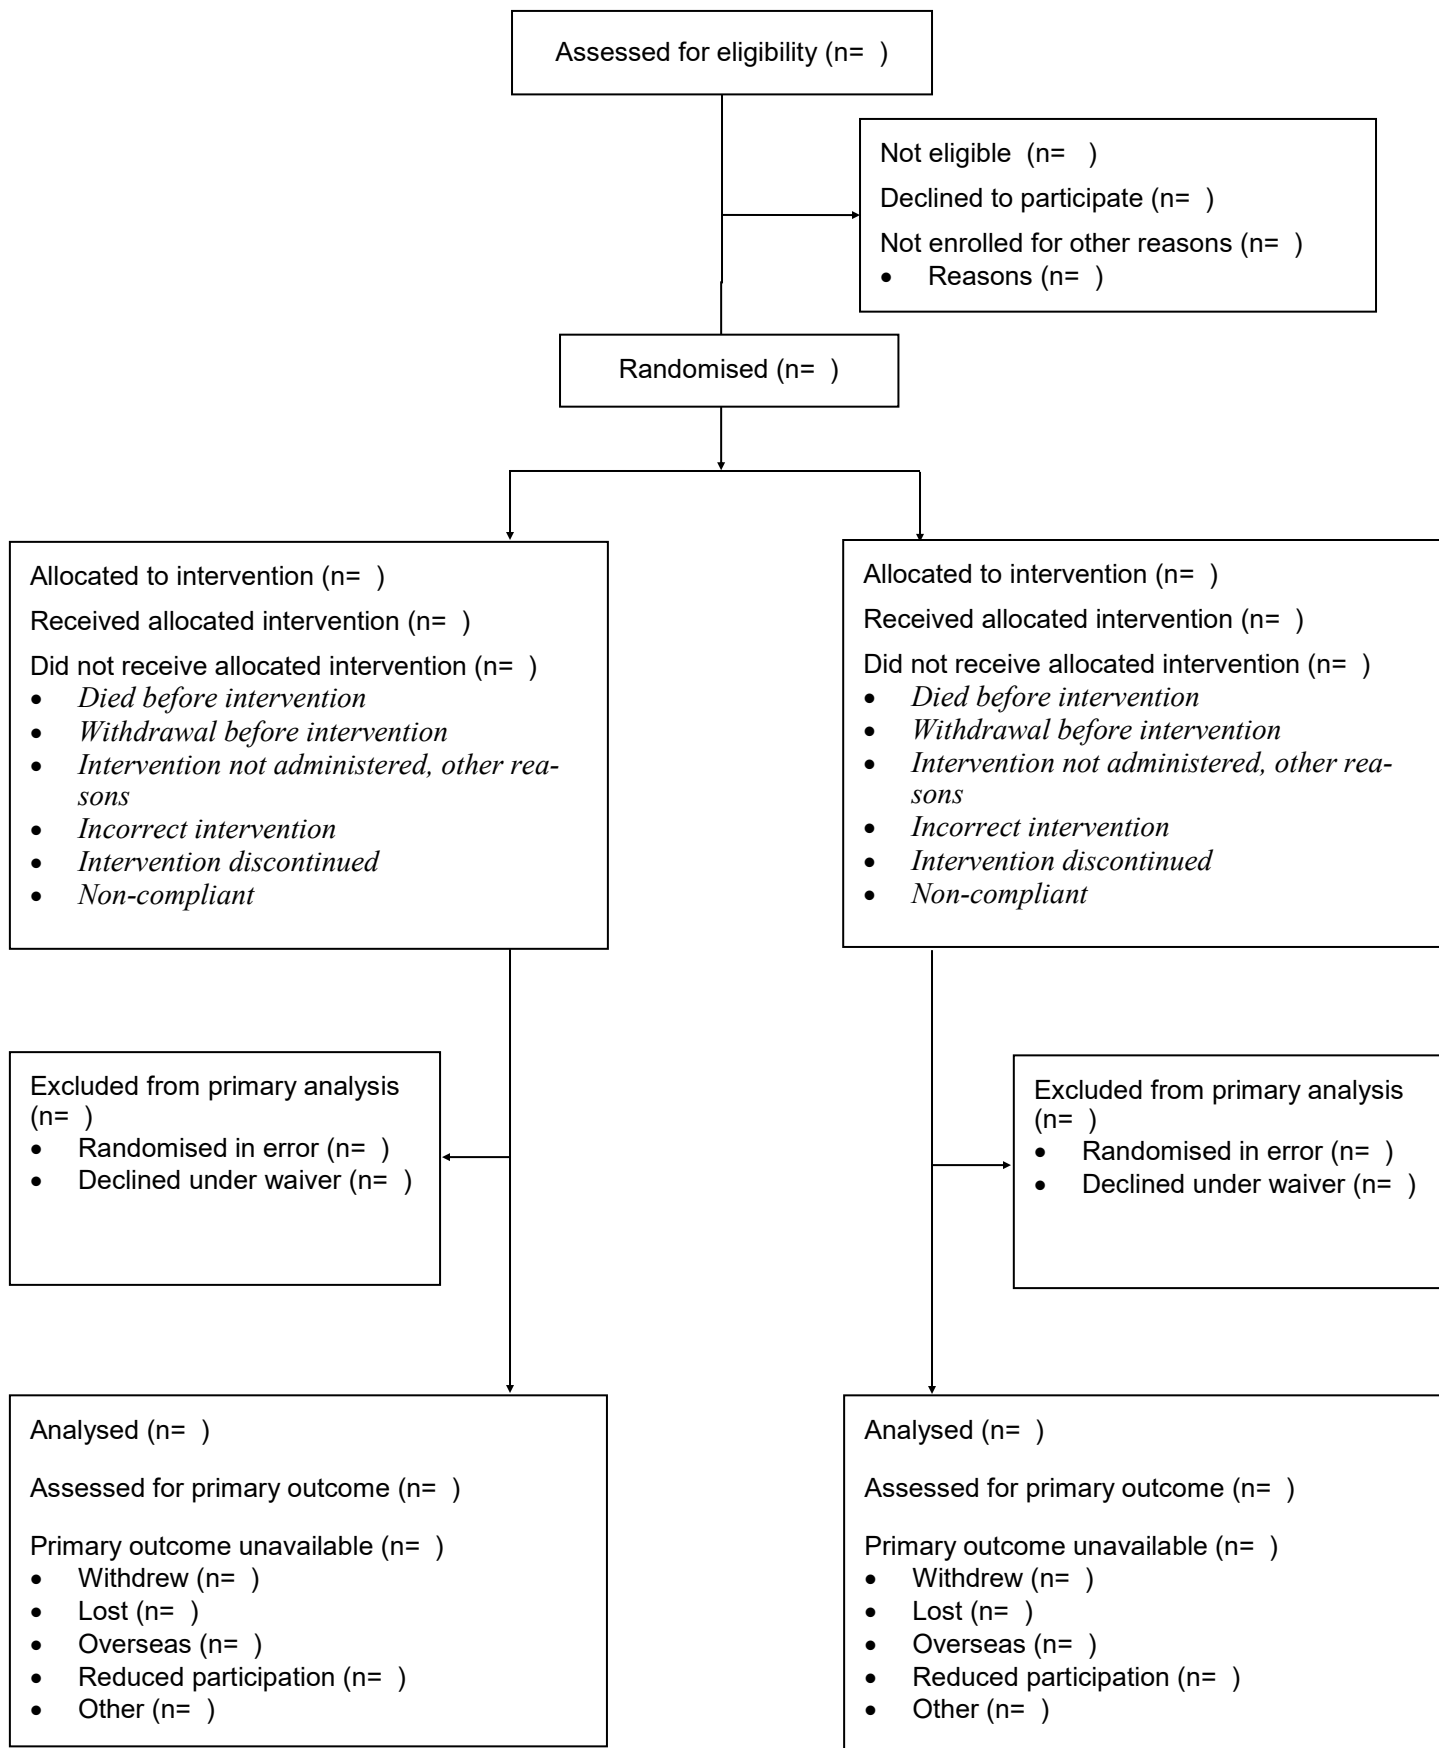 Assessed for eligibility (n=  )
Not eligible  (n=   )
Declined to participate (n=  )
Not enrolled for other reasons (n=  )
• Reasons (n=  )
Randomised (n=  )
Allocated to intervention (n=  )
Received allocated intervention (n=  )
Did not receive allocated intervention (n=  )
• Died before intervention
• Withdrawal before intervention
• Intervention not administered, other rea-
sons
• Incorrect intervention
• Intervention discontinued
• Non-compliant
Allocated to intervention (n=  )
Received allocated intervention (n=  )
Did not receive allocated intervention (n=  )
• Died before intervention
• Withdrawal before intervention
• Intervention not administered, other rea-
sons
• Incorrect intervention
• Intervention discontinued
• Non-compliant
Excluded from primary analysis
(n=  )
• Randomised in error (n=  )
• Declined under waiver (n=  )
Excluded from primary analysis
(n=  )
• Randomised in error (n=  )
• Declined under waiver (n=  )
Analysed (n=  )
Assessed for primary outcome (n=  )
Primary outcome unavailable (n=  )
• Withdrew (n=  )
• Lost (n=  )
• Overseas (n=  )
• Reduced participation (n=  )
• Other (n=  )
Analysed (n=  )
Assessed for primary outcome (n=  )
Primary outcome unavailable (n=  )
• Withdrew (n=  )
• Lost (n=  )
• Overseas (n=  )
• Reduced participation (n=  )
• Other (n=  )